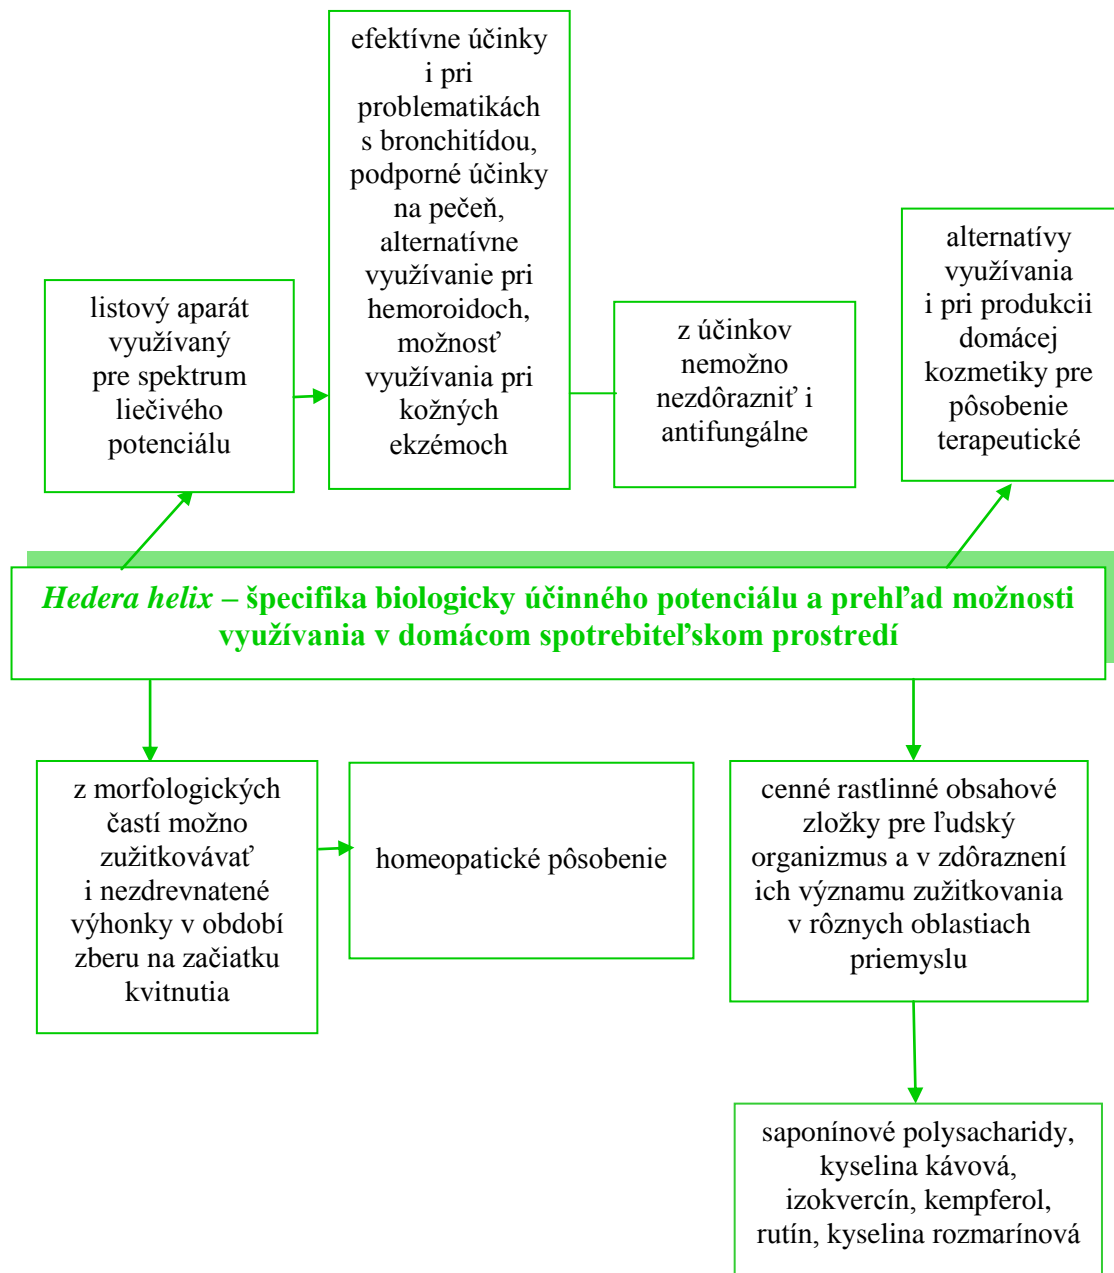 efektívne účinky
i pri
problematikách
s bronchitídou,
podporné účinky
na pečeň,
alternatívne
využívanie pri
hemoroidoch,
možnosť
využívania pri
kožných
ekzémoch
alternatívy
využívania
i pri produkcii
domácej
kozmetiky pre
pôsobenie
terapeutické
listový aparát
využívaný
pre spektrum
liečivého
potenciálu
z účinkov
nemožno
nezdôrazniť i
antifungálne
Hedera helix – špecifika biologicky účinného potenciálu a prehľad možnosti
využívania v domácom spotrebiteľskom prostredí
z morfologických
častí možno
zužitkovávať
i nezdrevnatené
výhonky v období
zberu na začiatku
kvitnutia
homeopatické pôsobenie
cenné rastlinné obsahové
zložky pre ľudský
organizmus a v zdôraznení
ich významu zužitkovania
v rôznych oblastiach
priemyslu
saponínové polysacharidy,
kyselina kávová,
izokvercín, kempferol,
rutín, kyselina rozmarínová